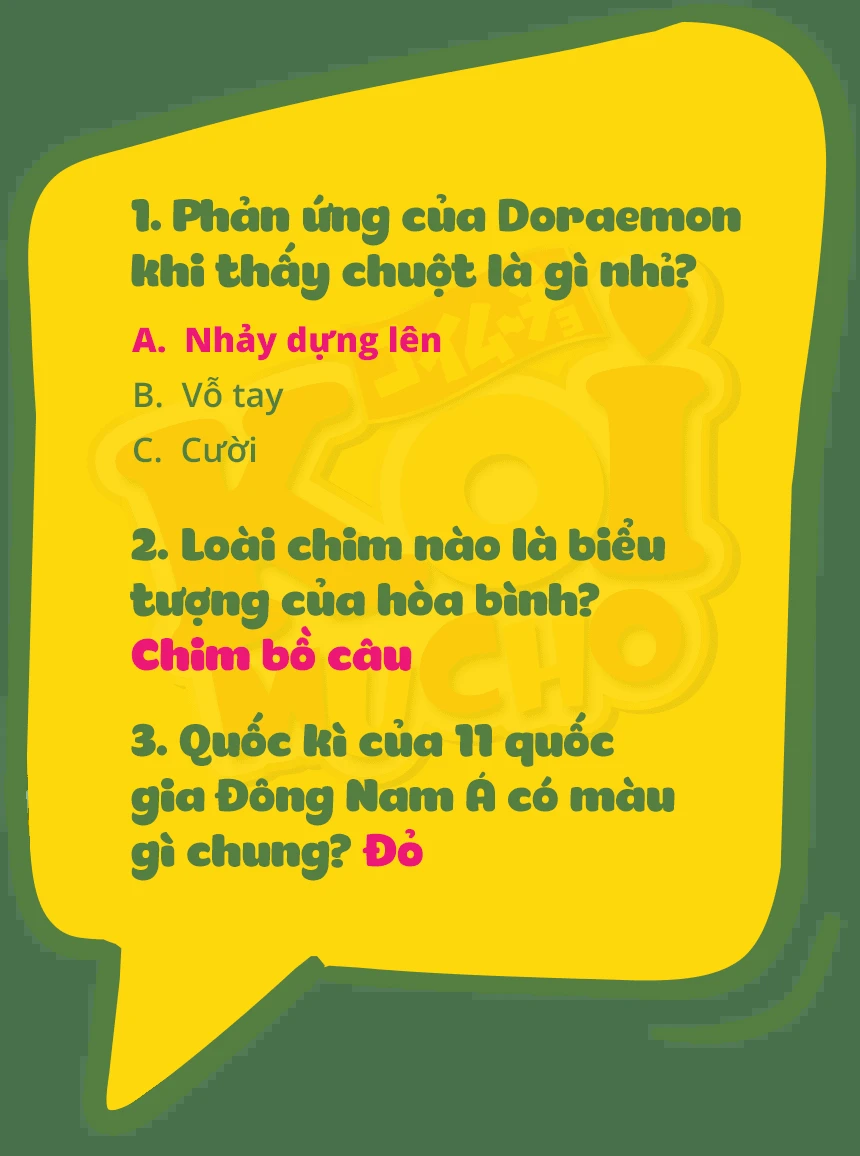 1. Phản ứng của Doraemon
khi thấy chuột là gì nhỉ?
A. Nhảy dựng lên
B. Vỗ tay
C. Cười
2. Loài chim nào là biểu
tượng của hòa bình?
Chim bồ câu
3. Quốc kì của 11 quốc
gia Đông Nam Á có màu
gì chung? Đỏ
KOI
MUCHO